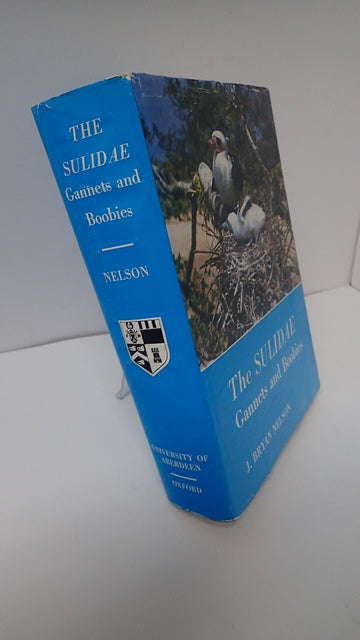 THE
SULIDAE
Gannets and
Boobies
NELSON
UNIVERSITY OF
ABERDEEN
OXFORD
The SULIDAE
Gannets and Boobies
J. BRYAN NELSON